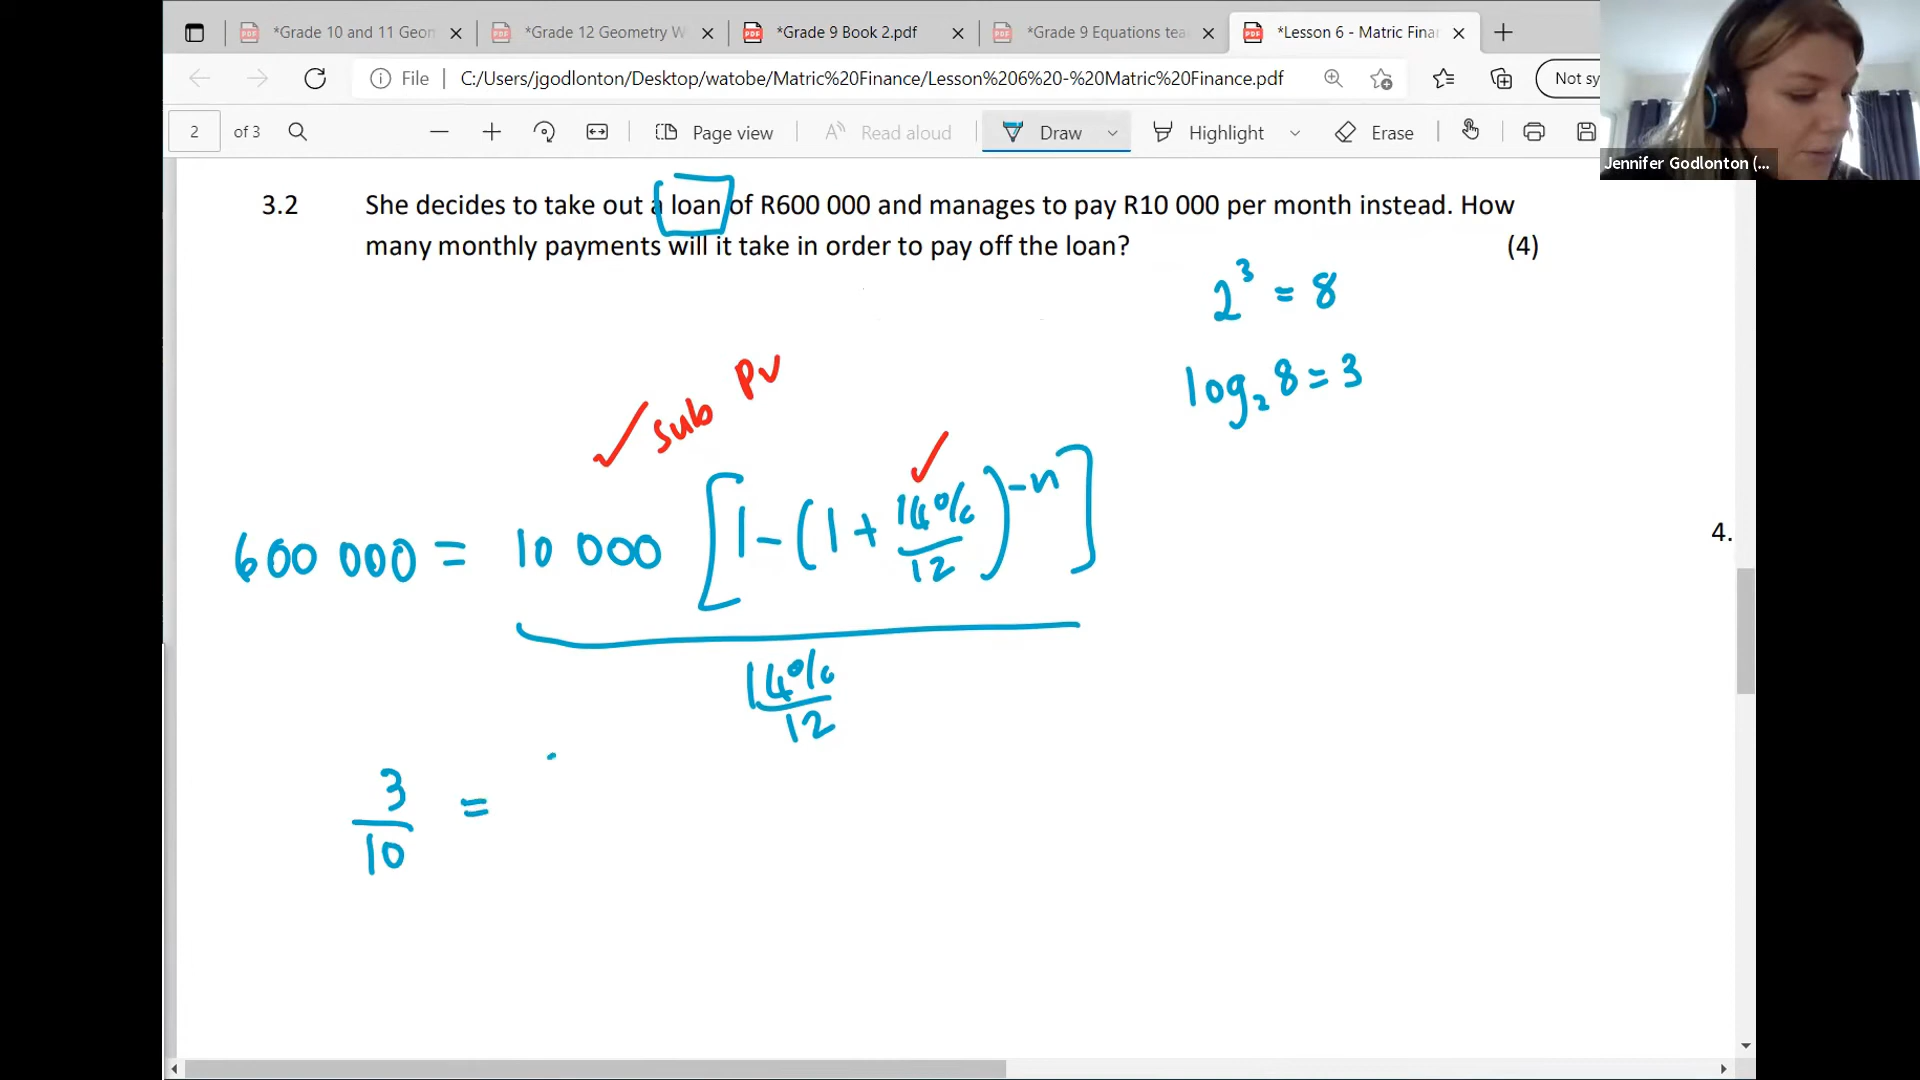 *Grade 10 and 11 Geon
*Grade 12 Geometry W
*Grade 9 Book 2.pdf
*Grade 9 Equations tea
*Lesson 6 - Matric Fina
File C:/Users/jgodlonton/Desktop/watobe/Matric%20Finance/Lesson%206%20-%20Matric%20Finance.pdf Not sy
2 of 3 Page view Read aloud Draw Highlight Erase
Jennifer Godlonton (...
3.2 She decides to take out a loan of R600 000 and manages to pay R10 000 per month instead. How
many monthly payments will it take in order to pay off the loan? (4)
2^3 = 8
log_2 8 = 3
✓ sub Pv
✓
600 000 = 10 000 [1 - (1 + 14%/12)^-n]
14%/12
4.
3/10 =